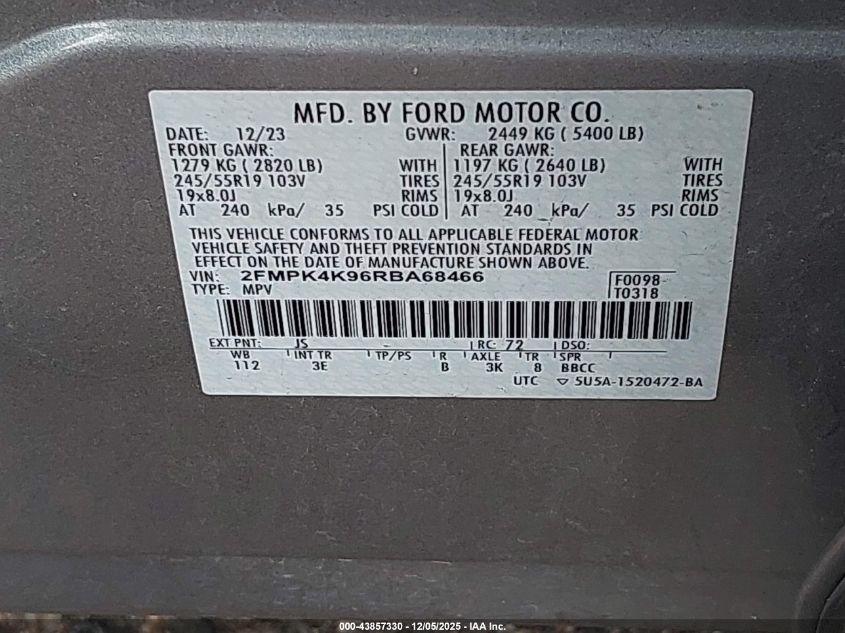 MFD. BY FORD MOTOR CO.
DATE: 12/23 GVWR: 2449 KG ( 5400 LB)
FRONT GAWR: REAR GAWR:
1279 KG ( 2820 LB) WITH 1197 KG ( 2640 LB) WITH
245/55R19 103V TIRES 245/55R19 103V TIRES
19x8.0J RIMS 19x8.0J RIMS
AT 240 kPa/ 35 PSI COLD AT 240 kPa/ 35 PSI COLD
THIS VEHICLE CONFORMS TO ALL APPLICABLE FEDERAL MOTOR
VEHICLE SAFETY AND THEFT PREVENTION STANDARDS IN
EFFECT ON THE DATE OF MANUFACTURE SHOWN ABOVE.
VIN: 2FMPK4K96RBA68466 F0098
TYPE: MPV T0318
EXT PNT: JS RC: 72 DSO:
WB INT TR TP/PS R AXLE TR SPR
112 3E B 3K 8 BBCC
UTC ▽ 5U5A-1520472-BA
000-43857330 - 12/05/2025 - IAA Inc.